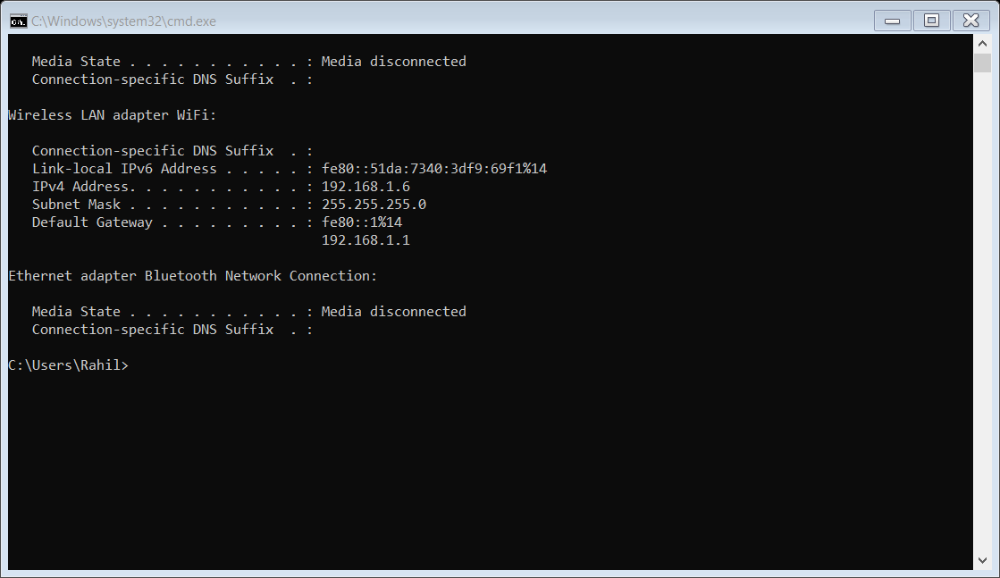 C:\Windows\system32\cmd.exe
Media State . . . . . . . . . . . : Media disconnected
Connection-specific DNS Suffix  . :
Wireless LAN adapter WiFi:
Connection-specific DNS Suffix  . :
Link-local IPv6 Address . . . . . : fe80::51da:7340:3df9:69f1%14
IPv4 Address. . . . . . . . . . . : 192.168.1.6
Subnet Mask . . . . . . . . . . . : 255.255.255.0
Default Gateway . . . . . . . . . : fe80::1%14
192.168.1.1
Ethernet adapter Bluetooth Network Connection:
Media State . . . . . . . . . . . : Media disconnected
Connection-specific DNS Suffix  . :
C:\Users\Rahil>